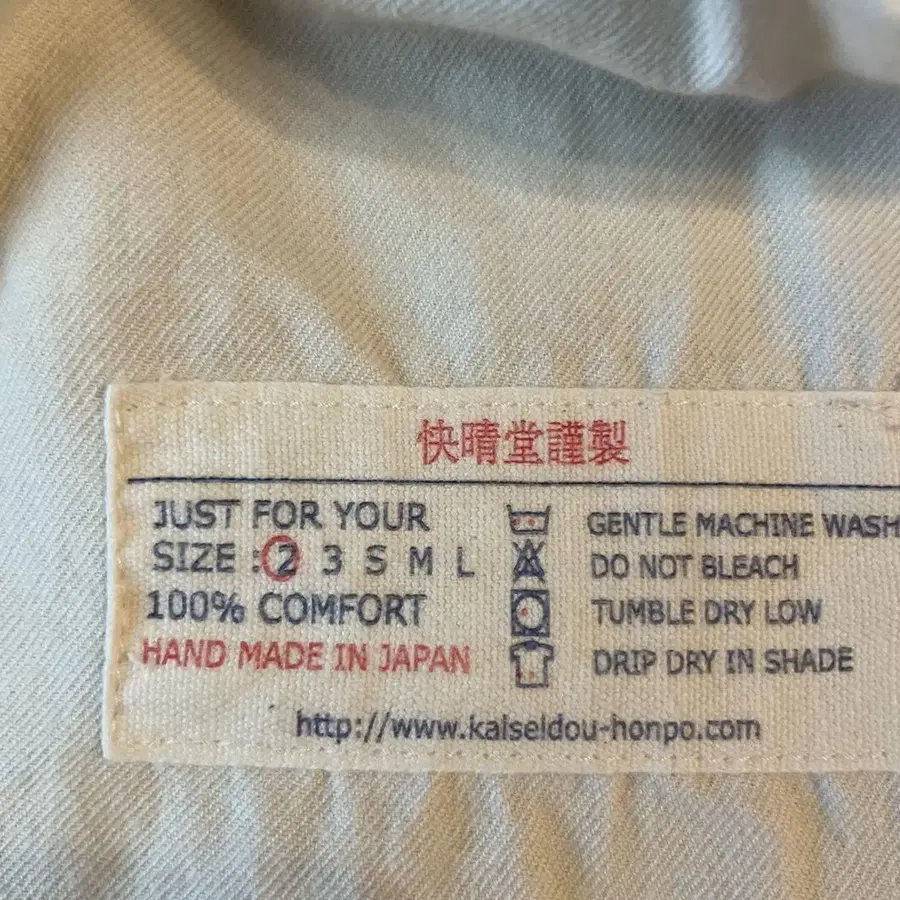 快晴堂謹製
JUST FOR YOUR
SIZE : 2 3 S M L
100% COMFORT
HAND MADE IN JAPAN
GENTLE MACHINE WASH
DO NOT BLEACH
TUMBLE DRY LOW
DRIP DRY IN SHADE
http://www.kaiseidou-honpo.com